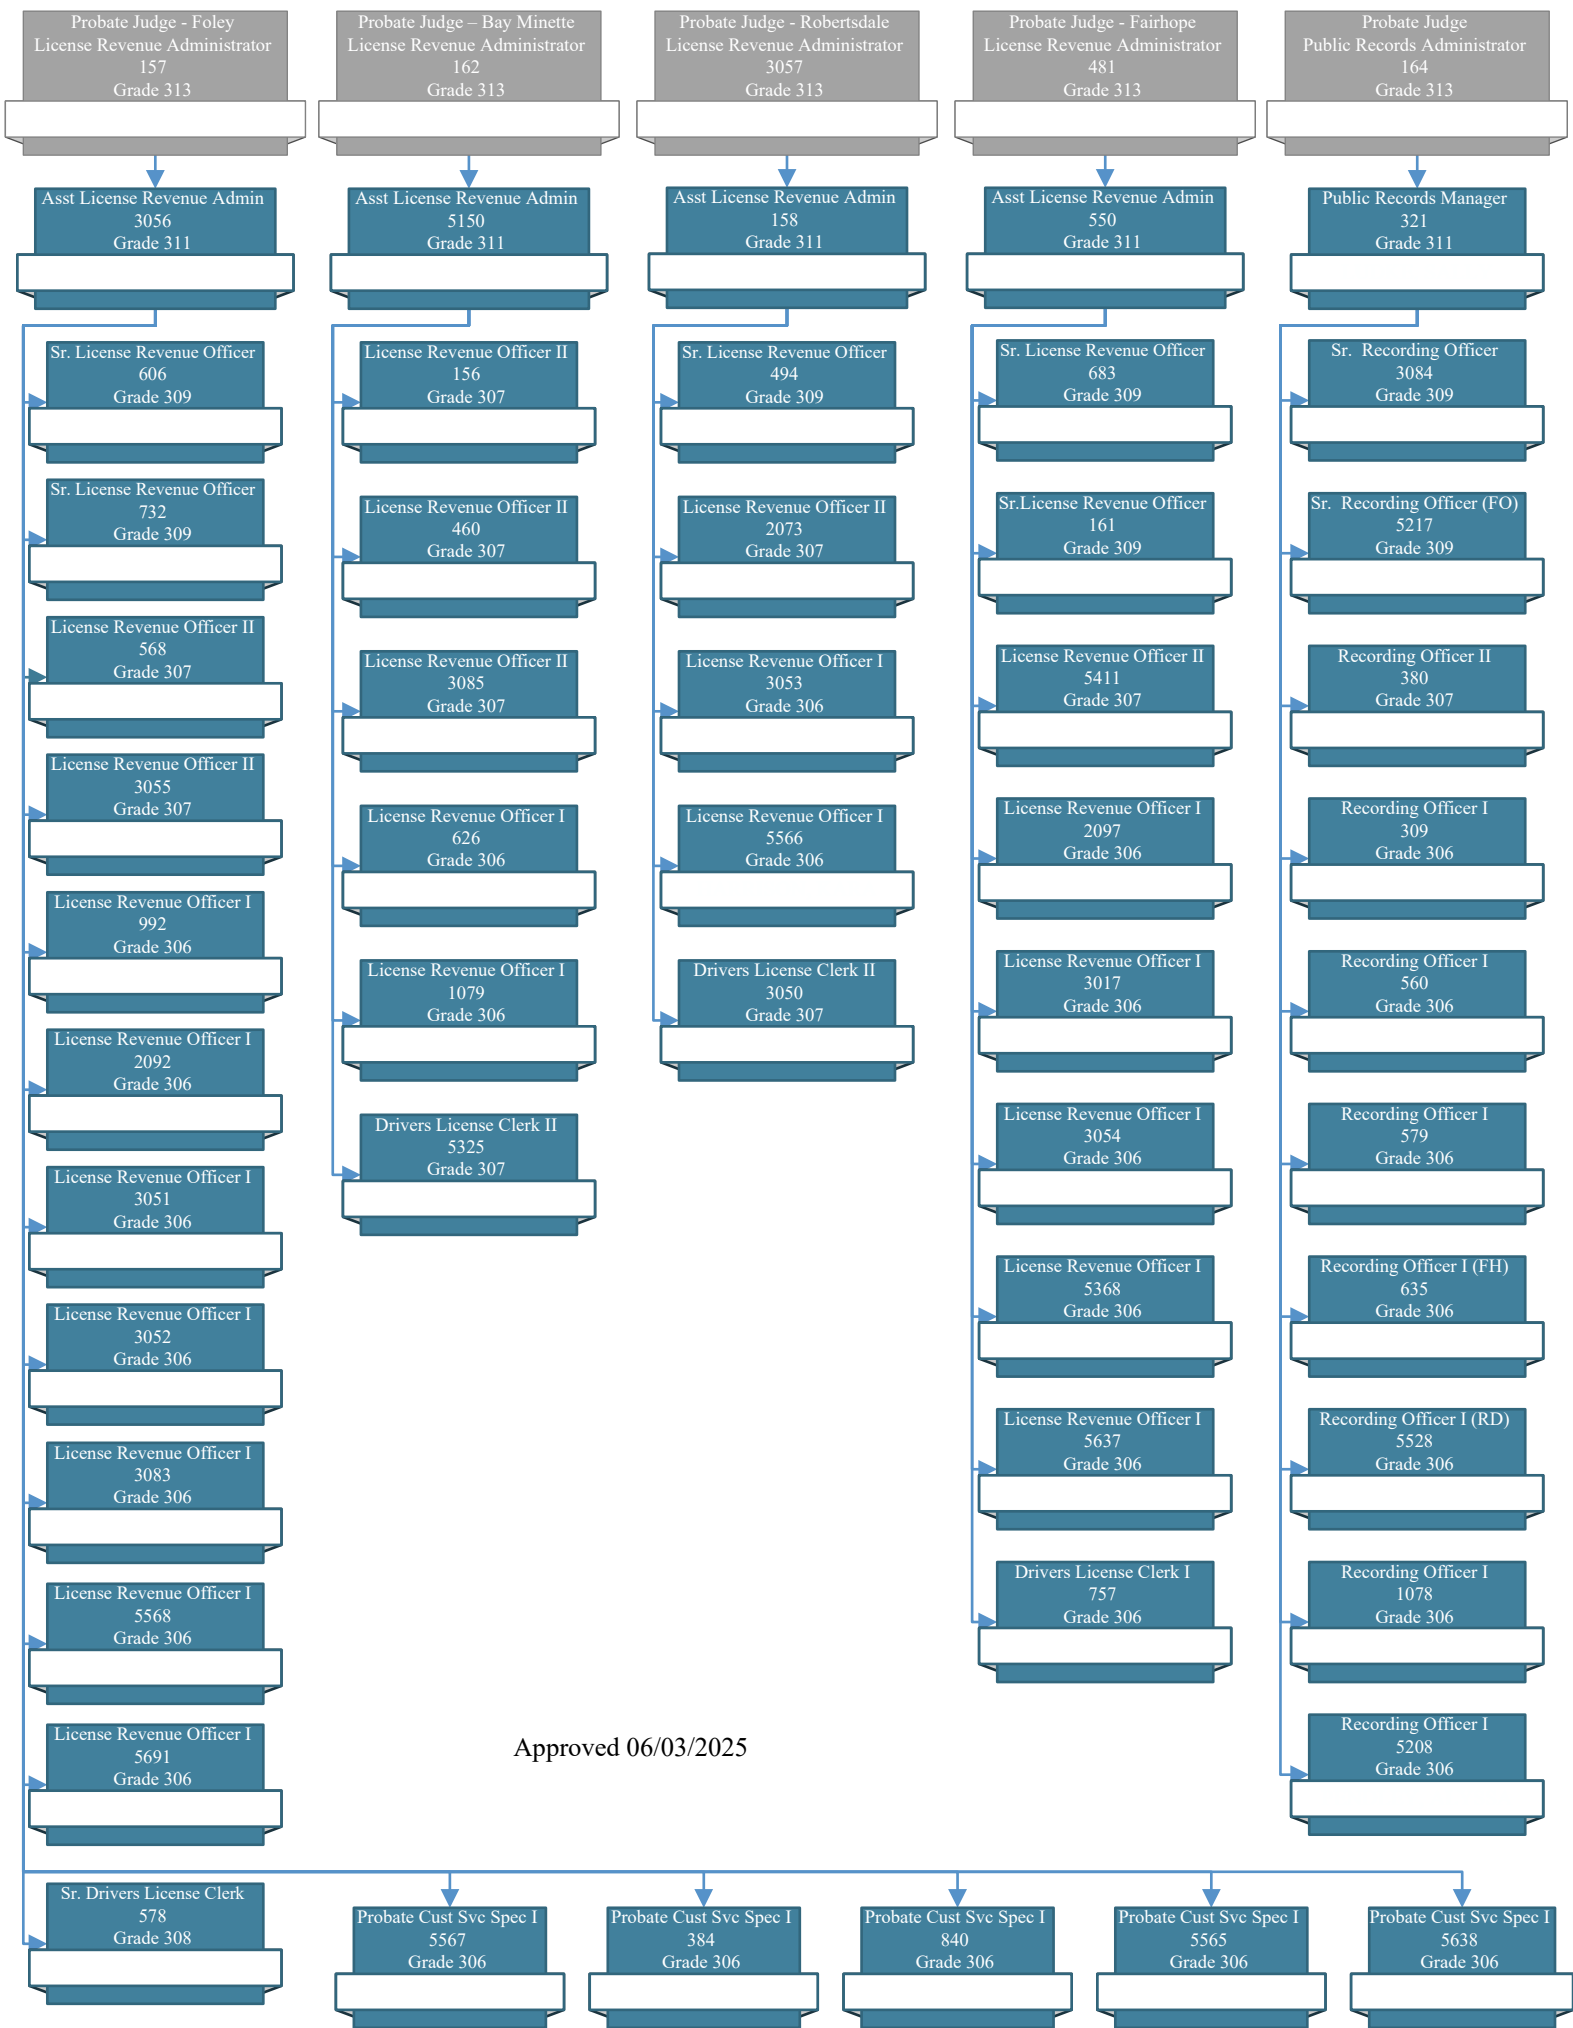 Probate Judge - Foley
License Revenue Administrator
157
Grade 313
Asst License Revenue Admin
3056
Grade 311
Sr. License Revenue Officer
606
Grade 309
Sr. License Revenue Officer
732
Grade 309
License Revenue Officer II
568
Grade 307
License Revenue Officer II
3055
Grade 307
License Revenue Officer I
992
Grade 306
License Revenue Officer I
2092
Grade 306
License Revenue Officer I
3051
Grade 306
License Revenue Officer I
3052
Grade 306
License Revenue Officer I
3083
Grade 306
License Revenue Officer I
5568
Grade 306
License Revenue Officer I
5691
Grade 306
Sr. Drivers License Clerk
578
Grade 308
Probate Judge – Bay Minette
License Revenue Administrator
162
Grade 313
Asst License Revenue Admin
5150
Grade 311
License Revenue Officer II
156
Grade 307
License Revenue Officer II
460
Grade 307
License Revenue Officer II
3085
Grade 307
License Revenue Officer I
626
Grade 306
License Revenue Officer I
1079
Grade 306
Drivers License Clerk II
5325
Grade 307
Probate Judge - Robertsdale
License Revenue Administrator
3057
Grade 313
Asst License Revenue Admin
158
Grade 311
Sr. License Revenue Officer
494
Grade 309
License Revenue Officer II
2073
Grade 307
License Revenue Officer I
3053
Grade 306
License Revenue Officer I
5566
Grade 306
Drivers License Clerk II
3050
Grade 307
Probate Judge - Fairhope
License Revenue Administrator
481
Grade 313
Asst License Revenue Admin
550
Grade 311
Sr. License Revenue Officer
683
Grade 309
Sr.License Revenue Officer
161
Grade 309
License Revenue Officer II
5411
Grade 307
License Revenue Officer I
2097
Grade 306
License Revenue Officer I
3017
Grade 306
License Revenue Officer I
3054
Grade 306
License Revenue Officer I
5368
Grade 306
License Revenue Officer I
5637
Grade 306
Drivers License Clerk I
757
Grade 306
Probate Judge
Public Records Administrator
164
Grade 313
Public Records Manager
321
Grade 311
Sr. Recording Officer
3084
Grade 309
Sr. Recording Officer (FO)
5217
Grade 309
Recording Officer II
380
Grade 307
Recording Officer I
309
Grade 306
Recording Officer I
560
Grade 306
Recording Officer I
579
Grade 306
Recording Officer I (FH)
635
Grade 306
Recording Officer I (RD)
5528
Grade 306
Recording Officer I
1078
Grade 306
Recording Officer I
5208
Grade 306
Approved 06/03/2025
Probate Cust Svc Spec I
5567
Grade 306
Probate Cust Svc Spec I
384
Grade 306
Probate Cust Svc Spec I
840
Grade 306
Probate Cust Svc Spec I
5565
Grade 306
Probate Cust Svc Spec I
5638
Grade 306